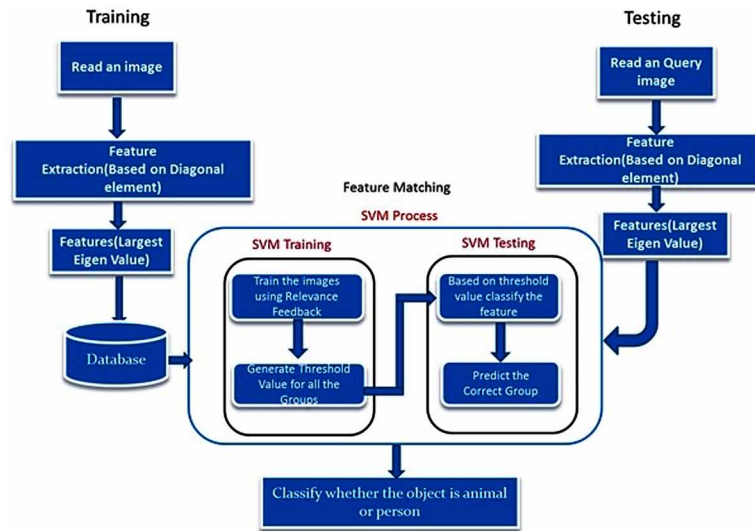 Training
Testing
Read an image
Read an Query
image
Feature
Extraction(Based on Diagonal
element)
Feature
Extraction(Based on Diagonal
element)
Features(Largest
Eigen Value)
Features(Largest
Eigen Value)
Database
Feature Matching
SVM Process
SVM Training
SVM Testing
Train the images
using Relevance
Feedback
Generate Threshold
Value for all the
Groups
Based on threshold
value classify the
feature
Predict the
Correct Group
Classify whether the object is animal
or person